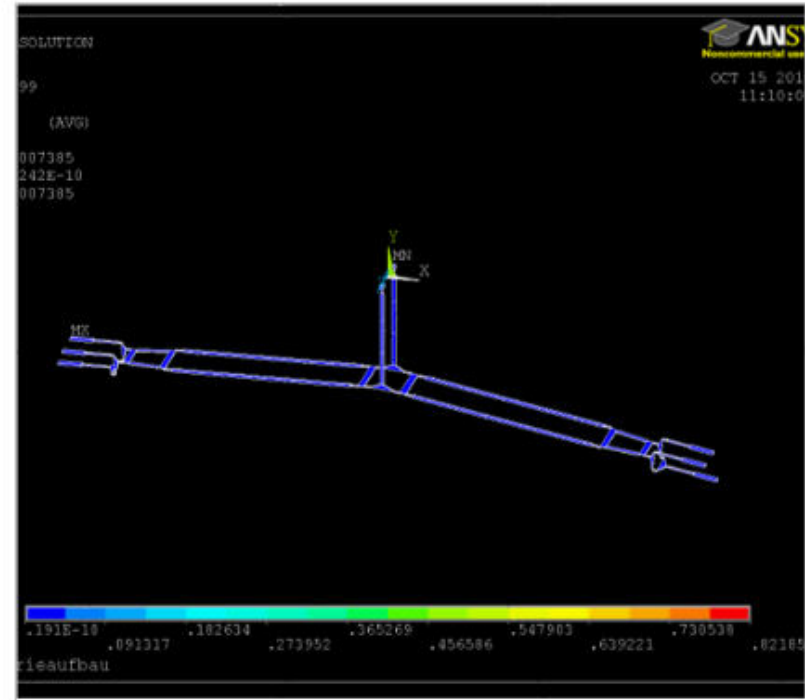 SOLUTION
ANSY
Noncommercial use
OCT 15 201
11:10:0
99
(AVG)
007385
242E-10
007385
Y
MN
X
MX
.191E-10 .182634 .365269 .547903 .730538
.091317 .273952 .456586 .639221 .82185
rieaufbau